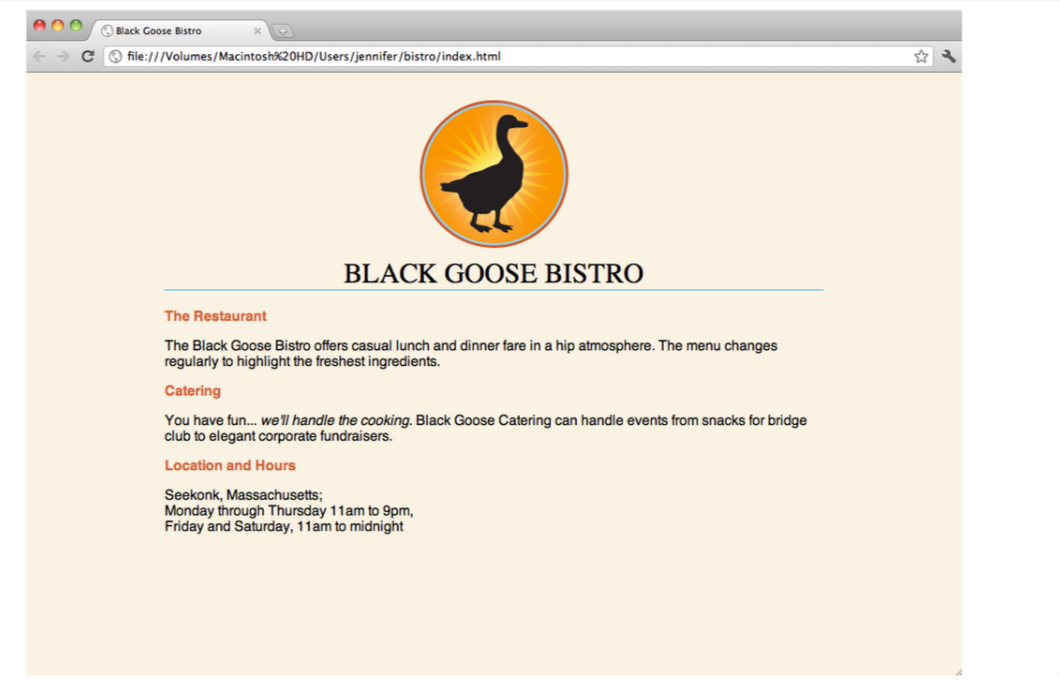 Black Goose Bistro
file:///Volumes/Macintosh%20HD/Users/jennifer/bistro/index.html
BLACK GOOSE BISTRO
The Restaurant
The Black Goose Bistro offers casual lunch and dinner fare in a hip atmosphere. The menu changes
regularly to highlight the freshest ingredients.
Catering
You have fun... we'll handle the cooking. Black Goose Catering can handle events from snacks for bridge
club to elegant corporate fundraisers.
Location and Hours
Seekonk, Massachusetts;
Monday through Thursday 11am to 9pm,
Friday and Saturday, 11am to midnight